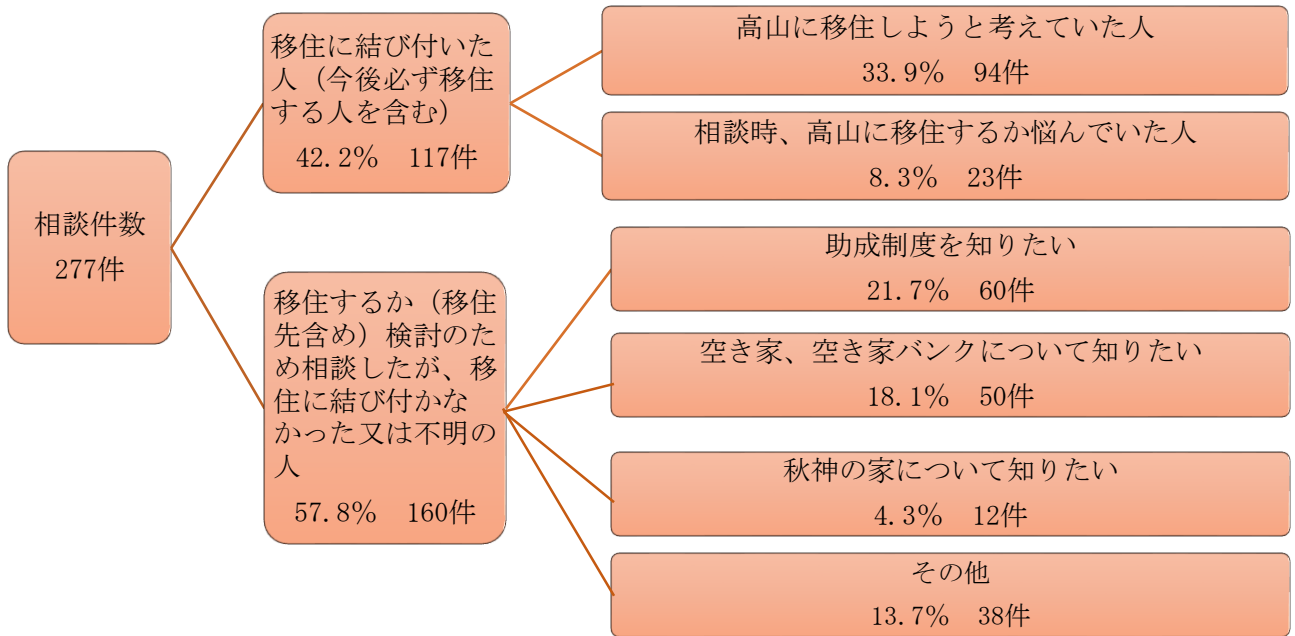 相談件数
277件
移住に結び付いた
人（今後必ず移住
する人を含む）
42.2%　117件
高山に移住しようと考えていた人
33.9%　94件
相談時、高山に移住するか悩んでいた人
8.3%　23件
移住するか（移住
先含め）検討のた
め相談したが、移
住に結び付かな
かった又は不明の
人
57.8%　160件
助成制度を知りたい
21.7%　60件
空き家、空き家バンクについて知りたい
18.1%　50件
秋神の家について知りたい
4.3%　12件
その他
13.7%　38件